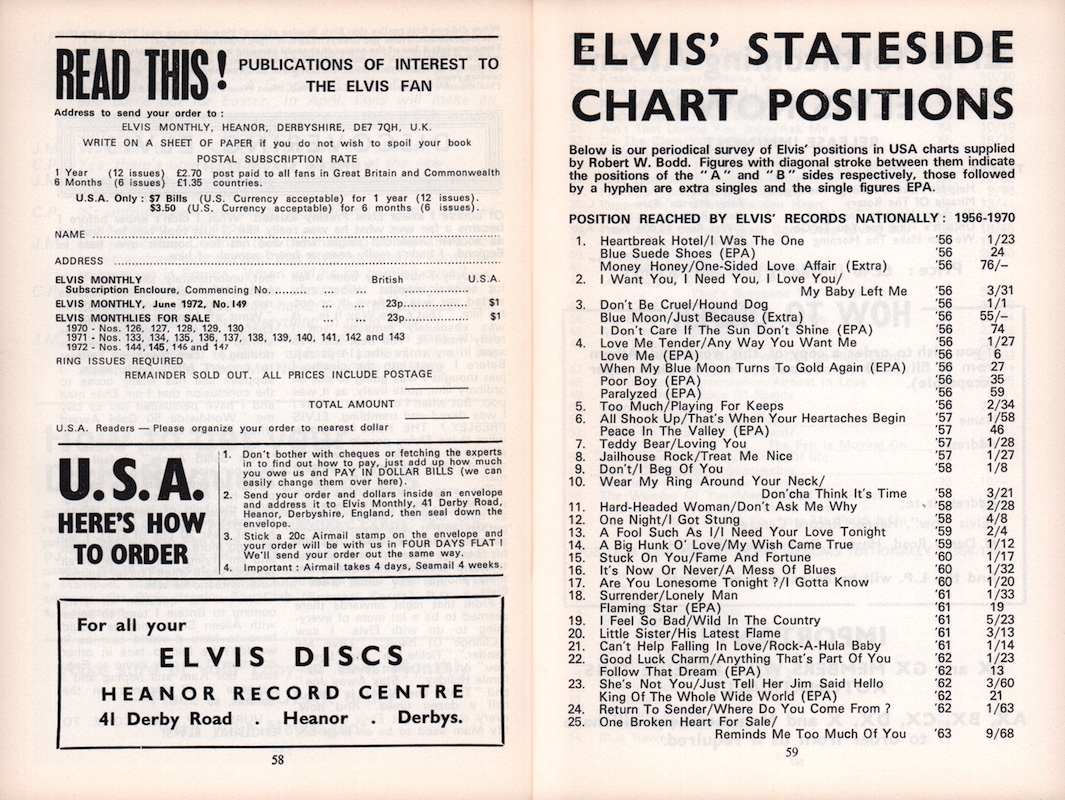 READ THIS! PUBLICATIONS OF INTEREST TO
THE ELVIS FAN
Address to send your order to :
ELVIS MONTHLY, HEANOR, DERBYSHIRE, DE7 7QH, U.K.
WRITE ON A SHEET OF PAPER if you do not wish to spoil your book
POSTAL SUBSCRIPTION RATE
1 Year (12 issues) £2.70 post paid to all fans in Great Britain and Commonwealth
6 Months (6 issues) £1.35 countries.
U.S.A. Only : $7 Bills (U.S. Currency acceptable) for 1 year (12 issues).
$3.50 (U.S. Currency acceptable) for 6 months (6 issues).
NAME ...
ADDRESS ...
ELVIS MONTHLY British U.S.A.
Subscription Encloure, Commencing No. ... ... ...
ELVIS MONTHLY, June 1972, No. 149 ... ... 23p ... $1
ELVIS MONTHLIES FOR SALE ... ... 23p ... $1
1970 - Nos. 126, 127, 128, 129, 130
1971 - Nos. 133, 134, 135, 136, 137, 138, 139, 140, 141, 142 and 143
1972 - Nos. 144, 145, 146 and 147
RING ISSUES REQUIRED
REMAINDER SOLD OUT. ALL PRICES INCLUDE POSTAGE
TOTAL AMOUNT
U.S.A. Readers — Please organize your order to nearest dollar
U.S.A.
HERE'S HOW
TO ORDER
1. Don't bother with cheques or fetching the experts
in to find out how to pay, just add up how much
you owe us and PAY IN DOLLAR BILLS (we can
easily change them over here).
2. Send your order and dollars inside an envelope
and address it to Elvis Monthly, 41 Derby Road,
Heanor, Derbyshire, England, then seal down the
envelope.
3. Stick a 20c Airmail stamp on the envelope and
your order will be with us in FOUR DAYS FLAT !
We'll send your order out the same way.
4. Important : Airmail takes 4 days, Seamail 4 weeks.
For all your
ELVIS DISCS
HEANOR RECORD CENTRE
41 Derby Road . Heanor . Derbys.
58
ELVIS' STATESIDE
CHART POSITIONS
Below is our periodical survey of Elvis' positions in USA charts supplied
by Robert W. Bodd. Figures with diagonal stroke between them indicate
the positions of the "A" and "B" sides respectively, those followed
by a hyphen are extra singles and the single figures EPA.
POSITION REACHED BY ELVIS' RECORDS NATIONALLY : 1956-1970
1. Heartbreak Hotel/I Was The One '56 1/23
Blue Suede Shoes (EPA) '56 24
Money Honey/One-Sided Love Affair (Extra) '56 76/–
2. I Want You, I Need You, I Love You/
My Baby Left Me '56 3/31
3. Don't Be Cruel/Hound Dog '56 1/1
Blue Moon/Just Because (Extra) '56 55/–
I Don't Care If The Sun Don't Shine (EPA) '56 74
4. Love Me Tender/Any Way You Want Me '56 1/27
Love Me (EPA) '56 6
When My Blue Moon Turns To Gold Again (EPA) '56 27
Poor Boy (EPA) '56 35
Paralyzed (EPA) '56 59
5. Too Much/Playing For Keeps '56 2/34
6. All Shook Up/That's When Your Heartaches Begin '57 1/58
Peace In The Valley (EPA) '57 46
7. Teddy Bear/Loving You '57 1/28
8. Jailhouse Rock/Treat Me Nice '57 1/27
9. Don't/I Beg Of You '58 1/8
10. Wear My Ring Around Your Neck/
Don'cha Think It's Time '58 3/21
11. Hard-Headed Woman/Don't Ask Me Why '58 2/28
12. One Night/I Got Stung '58 4/8
13. A Fool Such As I/I Need Your Love Tonight '59 2/4
14. A Big Hunk O' Love/My Wish Came True '59 1/12
15. Stuck On You/Fame And Fortune '60 1/17
16. It's Now Or Never/A Mess Of Blues '60 1/32
17. Are You Lonesome Tonight ?/I Gotta Know '60 1/20
18. Surrender/Lonely Man '61 1/33
Flaming Star (EPA) '61 19
19. I Feel So Bad/Wild In The Country '61 5/23
20. Little Sister/His Latest Flame '61 3/13
21. Can't Help Falling In Love/Rock-A-Hula Baby '61 1/14
22. Good Luck Charm/Anything That's Part Of You '62 1/23
Follow That Dream (EPA) '62 13
23. She's Not You/Just Tell Her Jim Said Hello '62 3/60
King Of The Whole Wide World (EPA) '62 21
24. Return To Sender/Where Do You Come From ? '62 1/63
25. One Broken Heart For Sale/
Reminds Me Too Much Of You '63 9/68
59